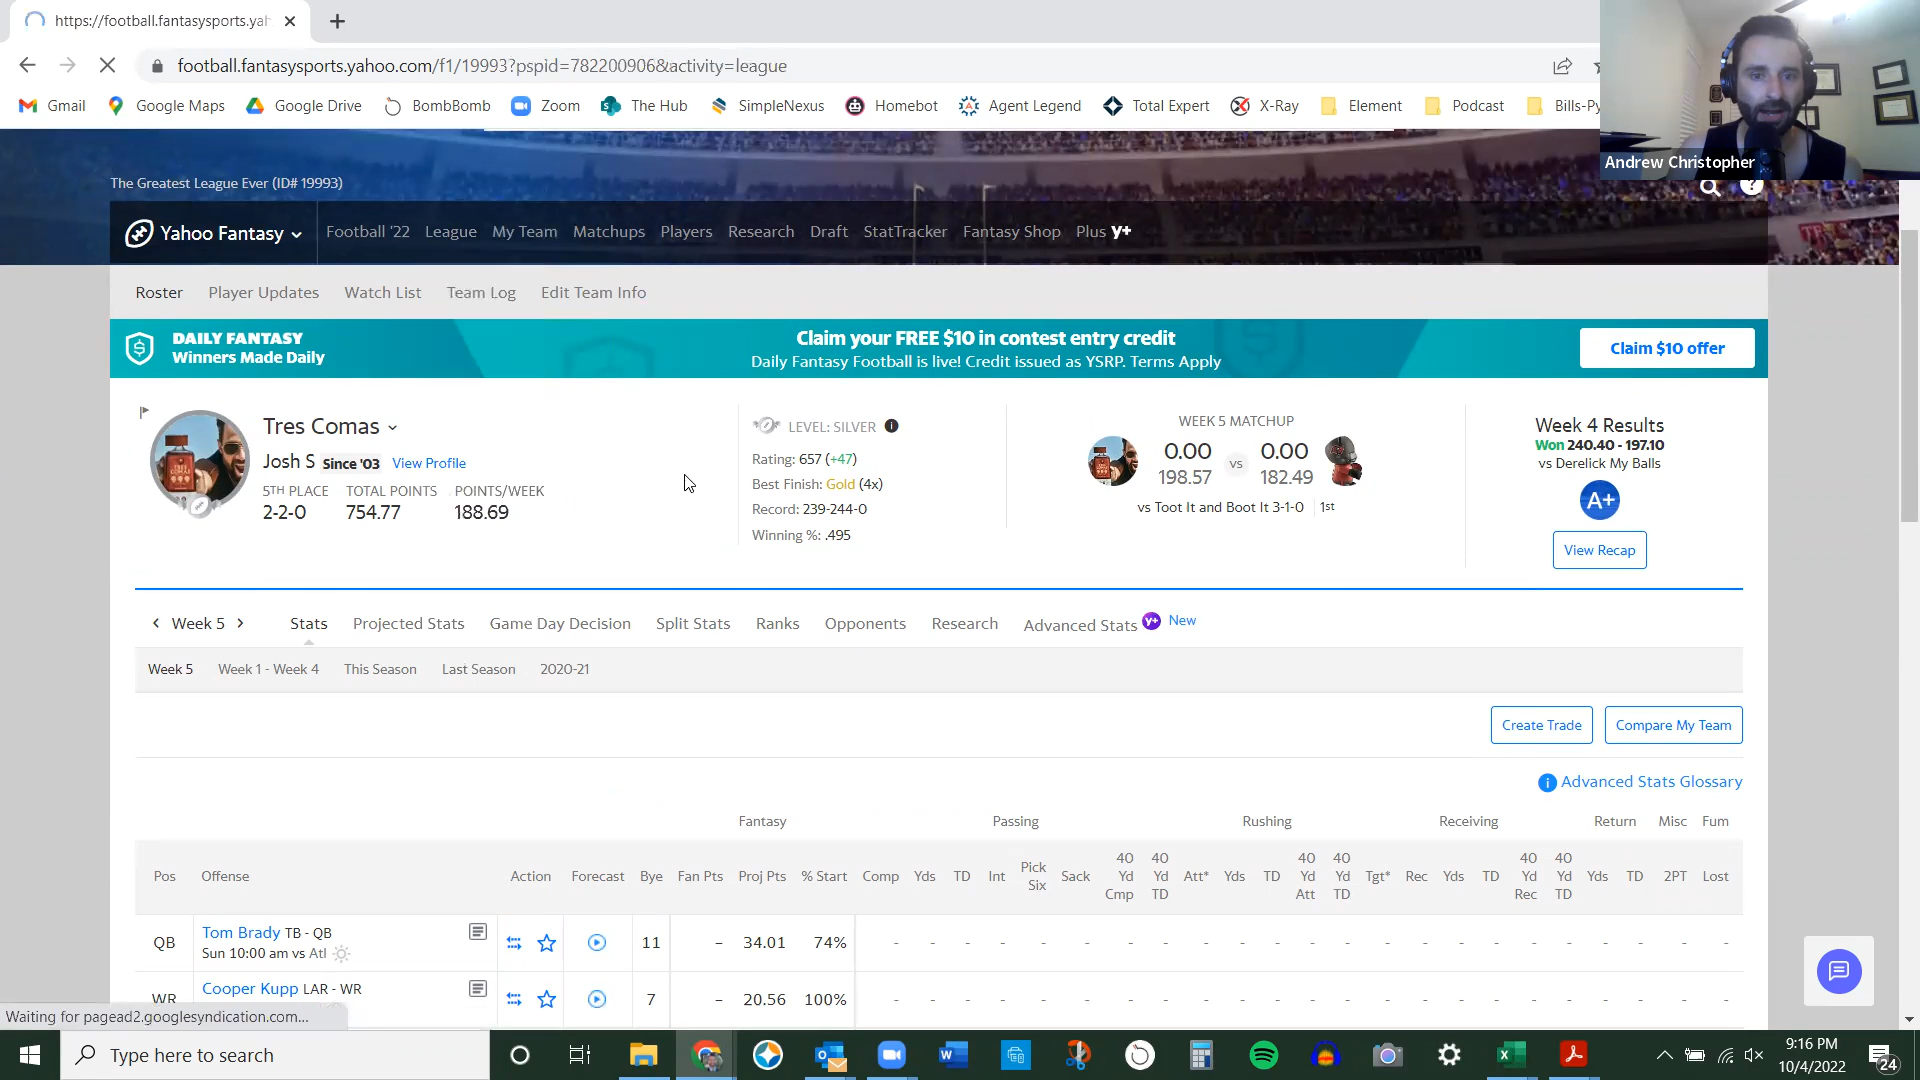 https://football.fantasysports.yah
football.fantasysports.yahoo.com/f1/19993?pspid=782200906&activity=league
Gmail Google Maps Google Drive BombBomb Zoom The Hub SimpleNexus Homebot Agent Legend Total Expert X-Ray Element Podcast Bills-Py
Andrew Christopher
The Greatest League Ever (ID# 19993)
Yahoo Fantasy Football '22 League My Team Matchups Players Research Draft StatTracker Fantasy Shop Plus y+
Roster Player Updates Watch List Team Log Edit Team Info
DAILY FANTASY
Winners Made Daily
Claim your FREE $10 in contest entry credit
Daily Fantasy Football is live! Credit issued as YSRP. Terms Apply
Claim $10 offer
Tres Comas
Josh S Since '03 View Profile
5TH PLACE TOTAL POINTS POINTS/WEEK
2-2-0 754.77 188.69
LEVEL: SILVER
Rating: 657 (+47)
Best Finish: Gold (4x)
Record: 239-244-0
Winning %: .495
WEEK 5 MATCHUP
0.00 vs 0.00
198.57 182.49
vs Toot It and Boot It 3-1-0 1st
Week 4 Results
Won 240.40 - 197.10
vs Derelick My Balls
A+
View Recap
Week 5 Stats Projected Stats Game Day Decision Split Stats Ranks Opponents Research Advanced Stats y+ New
Week 5 Week 1 - Week 4 This Season Last Season 2020-21
Create Trade Compare My Team
Advanced Stats Glossary
Fantasy Passing Rushing Receiving Return Misc Fum
Pos Offense Action Forecast Bye Fan Pts Proj Pts % Start Comp Yds TD Int Pick Six Sack 40 Yd Cmp 40 Yd TD Att* Yds TD 40 Yd Att 40 Yd TD Tgt* Rec Yds TD 40 Yd Rec 40 Yd TD Yds TD 2PT Lost
QB Tom Brady TB - QB 11 – 34.01 74% - - - - - - - - - - - - - - - - - - - - - - -
Sun 10:00 am vs Atl
WR Cooper Kupp LAR - WR 7 – 20.56 100% - - - - - - - - - - - - - - - - - - - - - - -
Waiting for pagead2.googlesyndication.com...
Type here to search
9:16 PM
10/4/2022
24